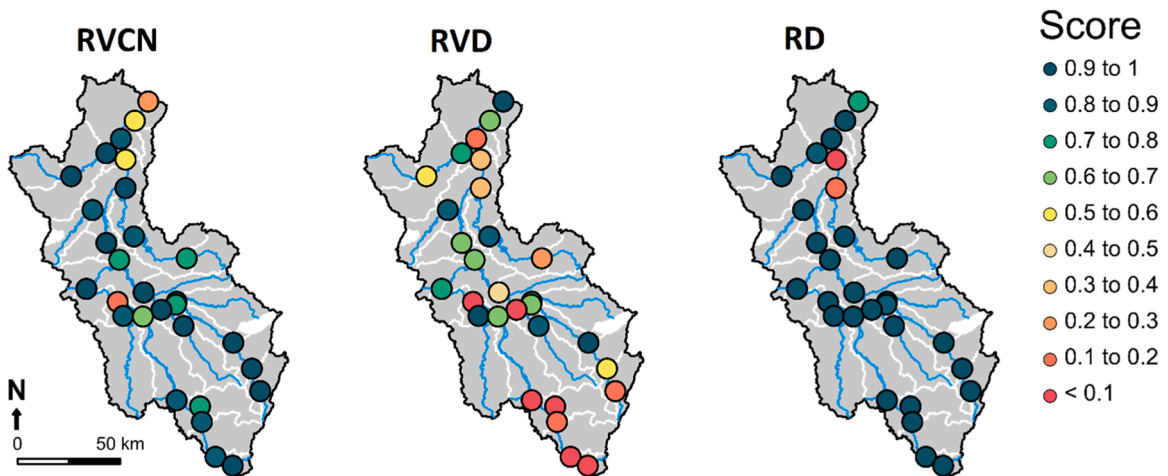 RVCN
RVD
RD
Score
0.9 to 1
0.8 to 0.9
0.7 to 0.8
0.6 to 0.7
0.5 to 0.6
0.4 to 0.5
0.3 to 0.4
0.2 to 0.3
0.1 to 0.2
< 0.1
N
0
50 km